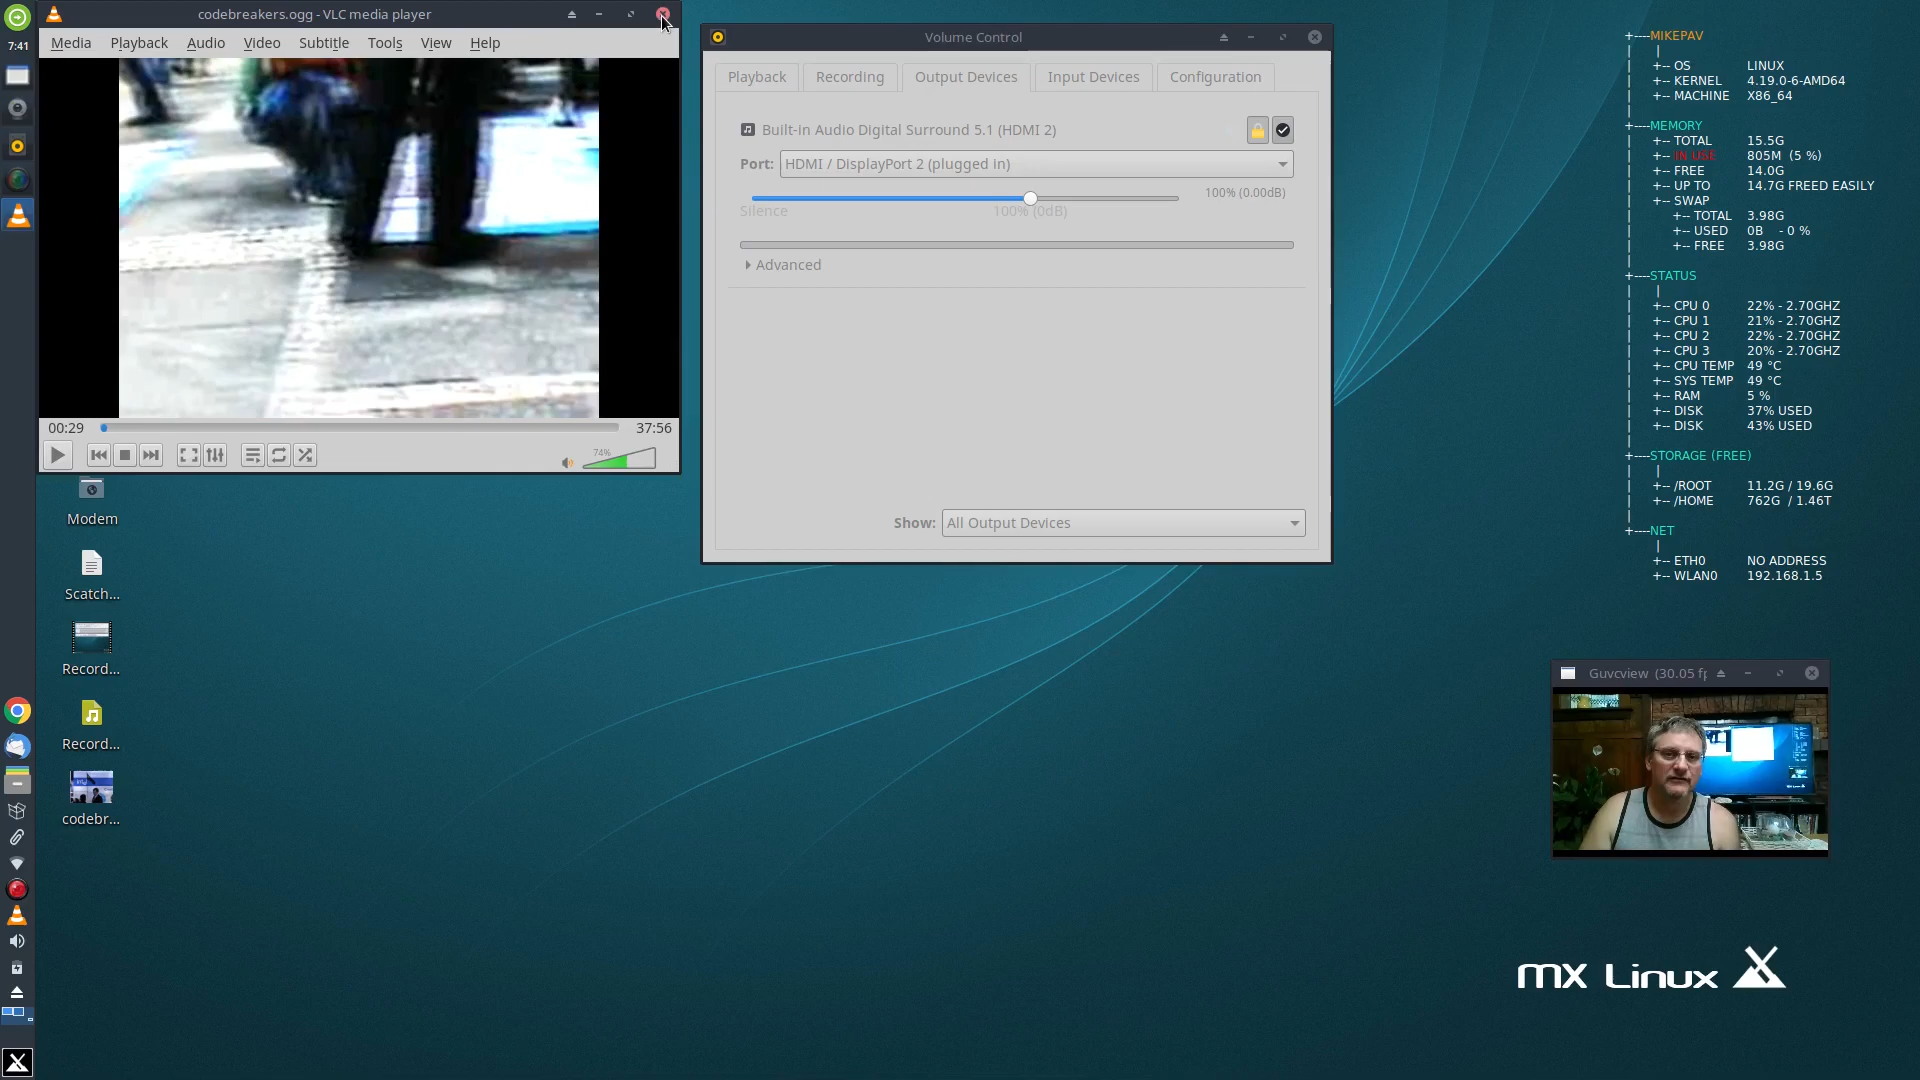 codebreakers.ogg - VLC media player
7:41
Media Playback Audio Video Subtitle Tools View Help
00:29
37:56
74%
Volume Control
Playback Recording Output Devices Input Devices Configuration
Built-in Audio Digital Surround 5.1 (HDMI 2)
Port: HDMI / DisplayPort 2 (plugged in)
100% (0.00dB)
Silence 100% (0dB)
Advanced
Show: All Output Devices
Modem
Scatch...
Record...
Record...
codebr...
+----MIKEPAV
| |
| +-- OS LINUX
| +-- KERNEL 4.19.0-6-AMD64
| +-- MACHINE X86_64
|
+----MEMORY
| +-- TOTAL 15.5G
| +-- IN USE 805M (5 %)
| +-- FREE 14.0G
| +-- UP TO 14.7G FREED EASILY
| +-- SWAP
| +-- TOTAL 3.98G
| +-- USED 0B - 0 %
| +-- FREE 3.98G
|
+----STATUS
| |
| +-- CPU 0 22% - 2.70GHZ
| +-- CPU 1 21% - 2.70GHZ
| +-- CPU 2 22% - 2.70GHZ
| +-- CPU 3 20% - 2.70GHZ
| +-- CPU TEMP 49 °C
| +-- SYS TEMP 49 °C
| +-- RAM 5 %
| +-- DISK 37% USED
| +-- DISK 43% USED
|
+----STORAGE (FREE)
| |
| +-- /ROOT 11.2G / 19.6G
| +-- /HOME 762G / 1.46T
|
+----NET
|
+-- ETH0 NO ADDRESS
+-- WLAN0 192.168.1.5
Guvcview (30.05 fp
mx Linux